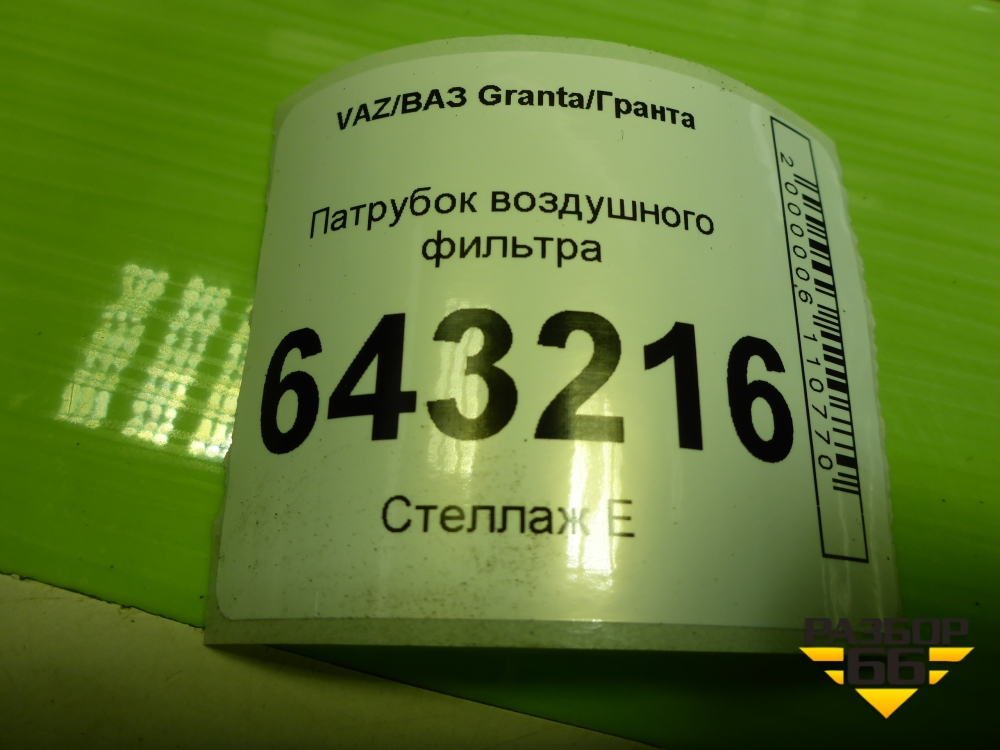 VAZ/ВАЗ Granta/Гранта
Патрубок воздушного
фильтра
643216
Стеллаж Е
2000006110770
РАЗБОР
66